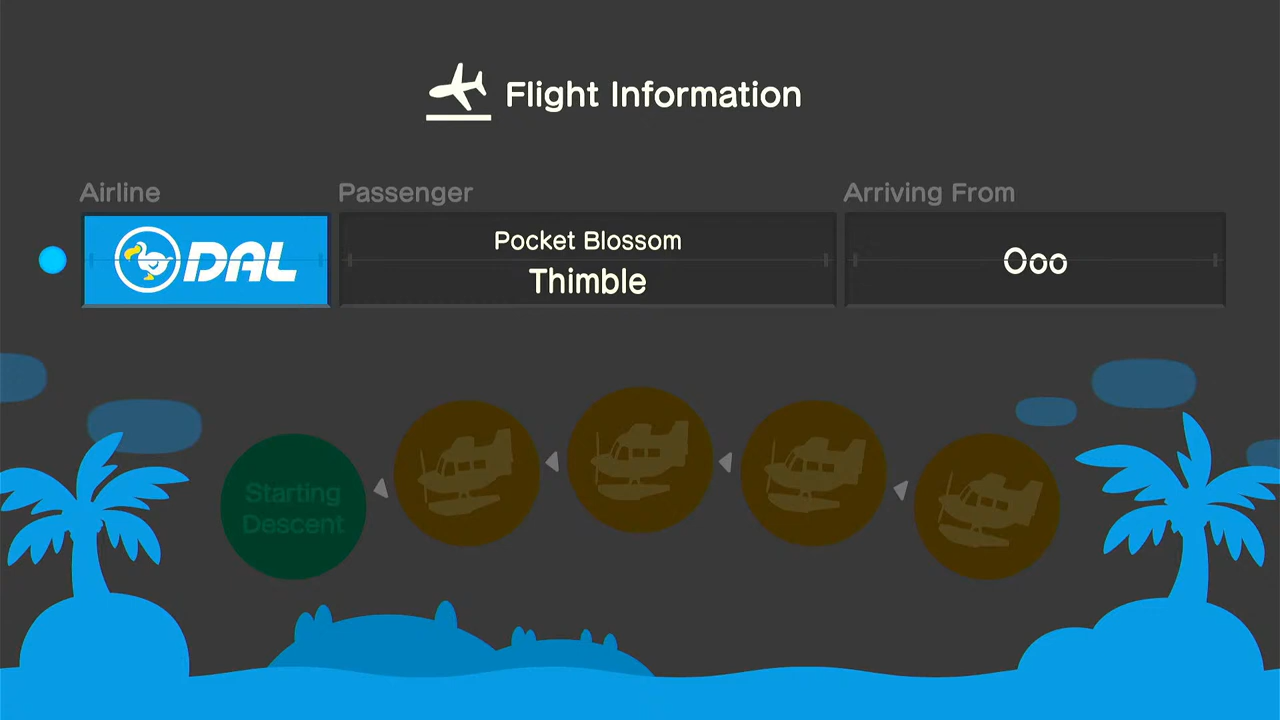 Flight Information
Airline
Passenger
Arriving From
DAL
Pocket Blossom
Thimble
Ooo
Starting
Descent